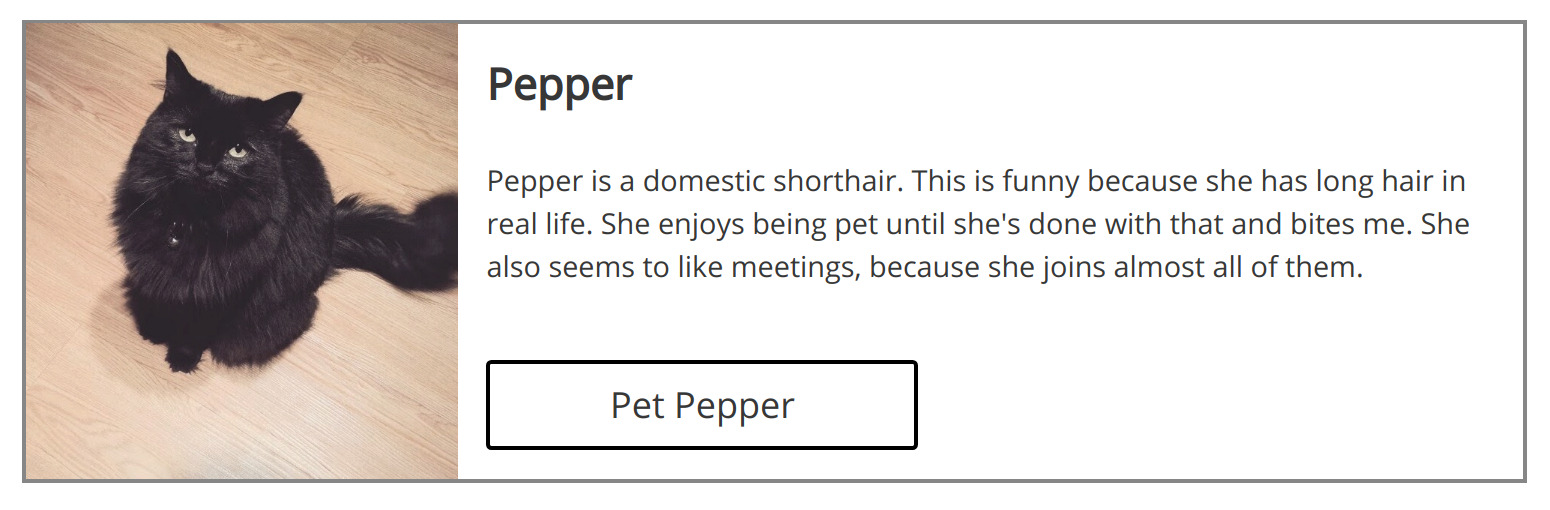 Pepper
Pepper is a domestic shorthair. This is funny because she has long hair in
real life. She enjoys being pet until she's done with that and bites me. She
also seems to like meetings, because she joins almost all of them.
Pet Pepper